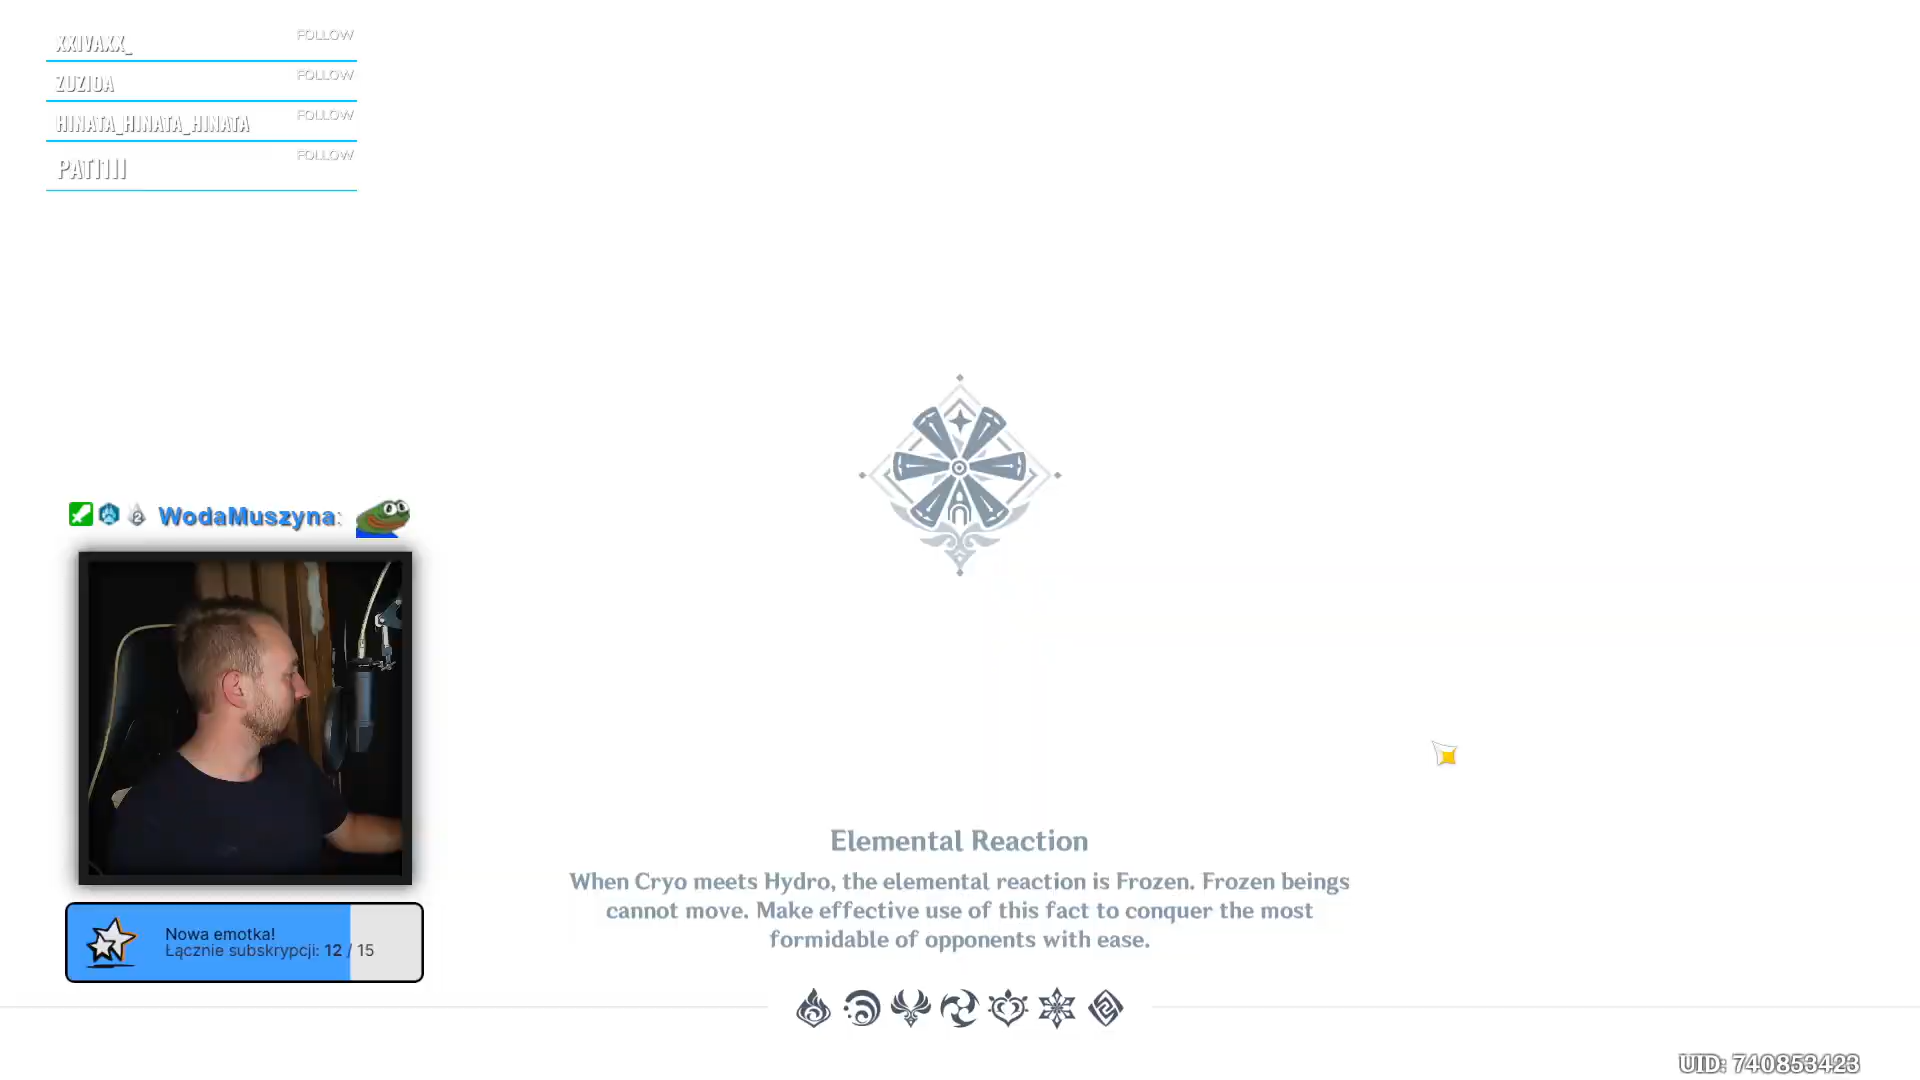 XXIVAXX_ FOLLOW
ZUZIDA FOLLOW
HINATA_HINATA_HINATA FOLLOW
FOLLOW
2 WodaMuszyna:
Nowa emotka!
Łącznie subskrypcji: 12 / 15
Elemental Reaction
When Cryo meets Hydro, the elemental reaction is Frozen. Frozen beings
cannot move. Make effective use of this fact to conquer the most
formidable of opponents with ease.
UID: 740853423